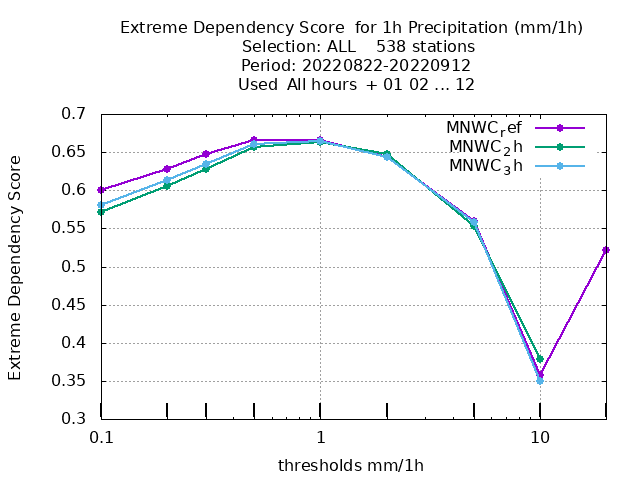 Extreme Dependency Score  for 1h Precipitation (mm/1h)
Selection: ALL    538 stations
Period: 20220822-20220912
Used  All hours  + 01 02 ... 12
0.7
0.65
0.6
0.55
0.5
0.45
0.4
0.35
0.3
Extreme Dependency Score
MNWC_ref
MNWC_2h
MNWC_3h
0.1
1
10
thresholds mm/1h